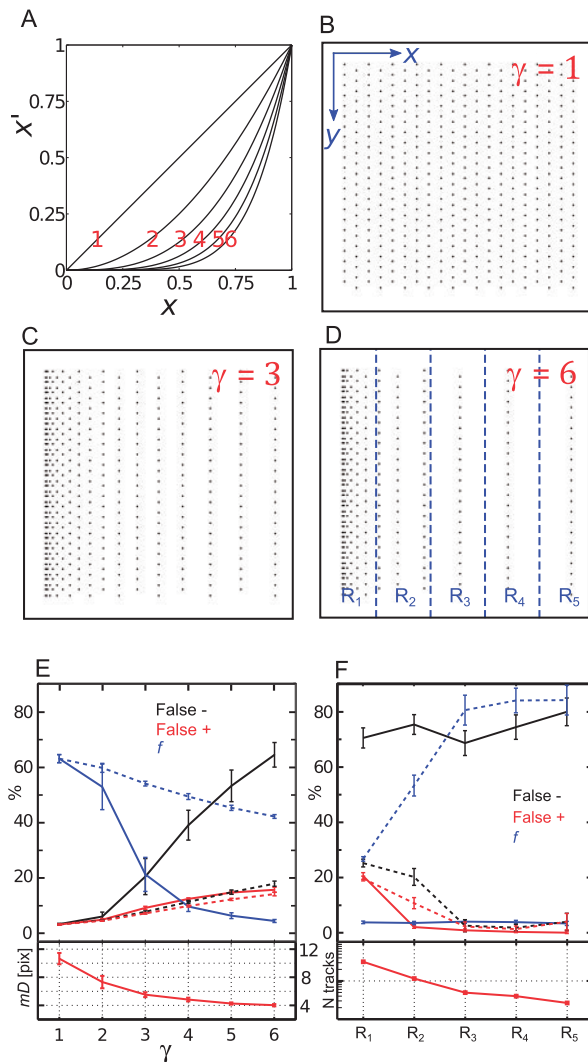 A
B
1
0.75
0.50
0.25
0
X'
1 2 3 4 5 6
0 0.25 0.5 0.75 1
X
x
y
γ = 1
C
D
γ = 3
γ = 6
R1 R2 R3 R4 R5
E
F
80
60
40
20
0
%
False -
False +
f
80
60
40
20
0
%
False -
False +
f
mD [pix]
12
8
4
N tracks
1 2 3 4 5 6
γ
R1 R2 R3 R4 R5